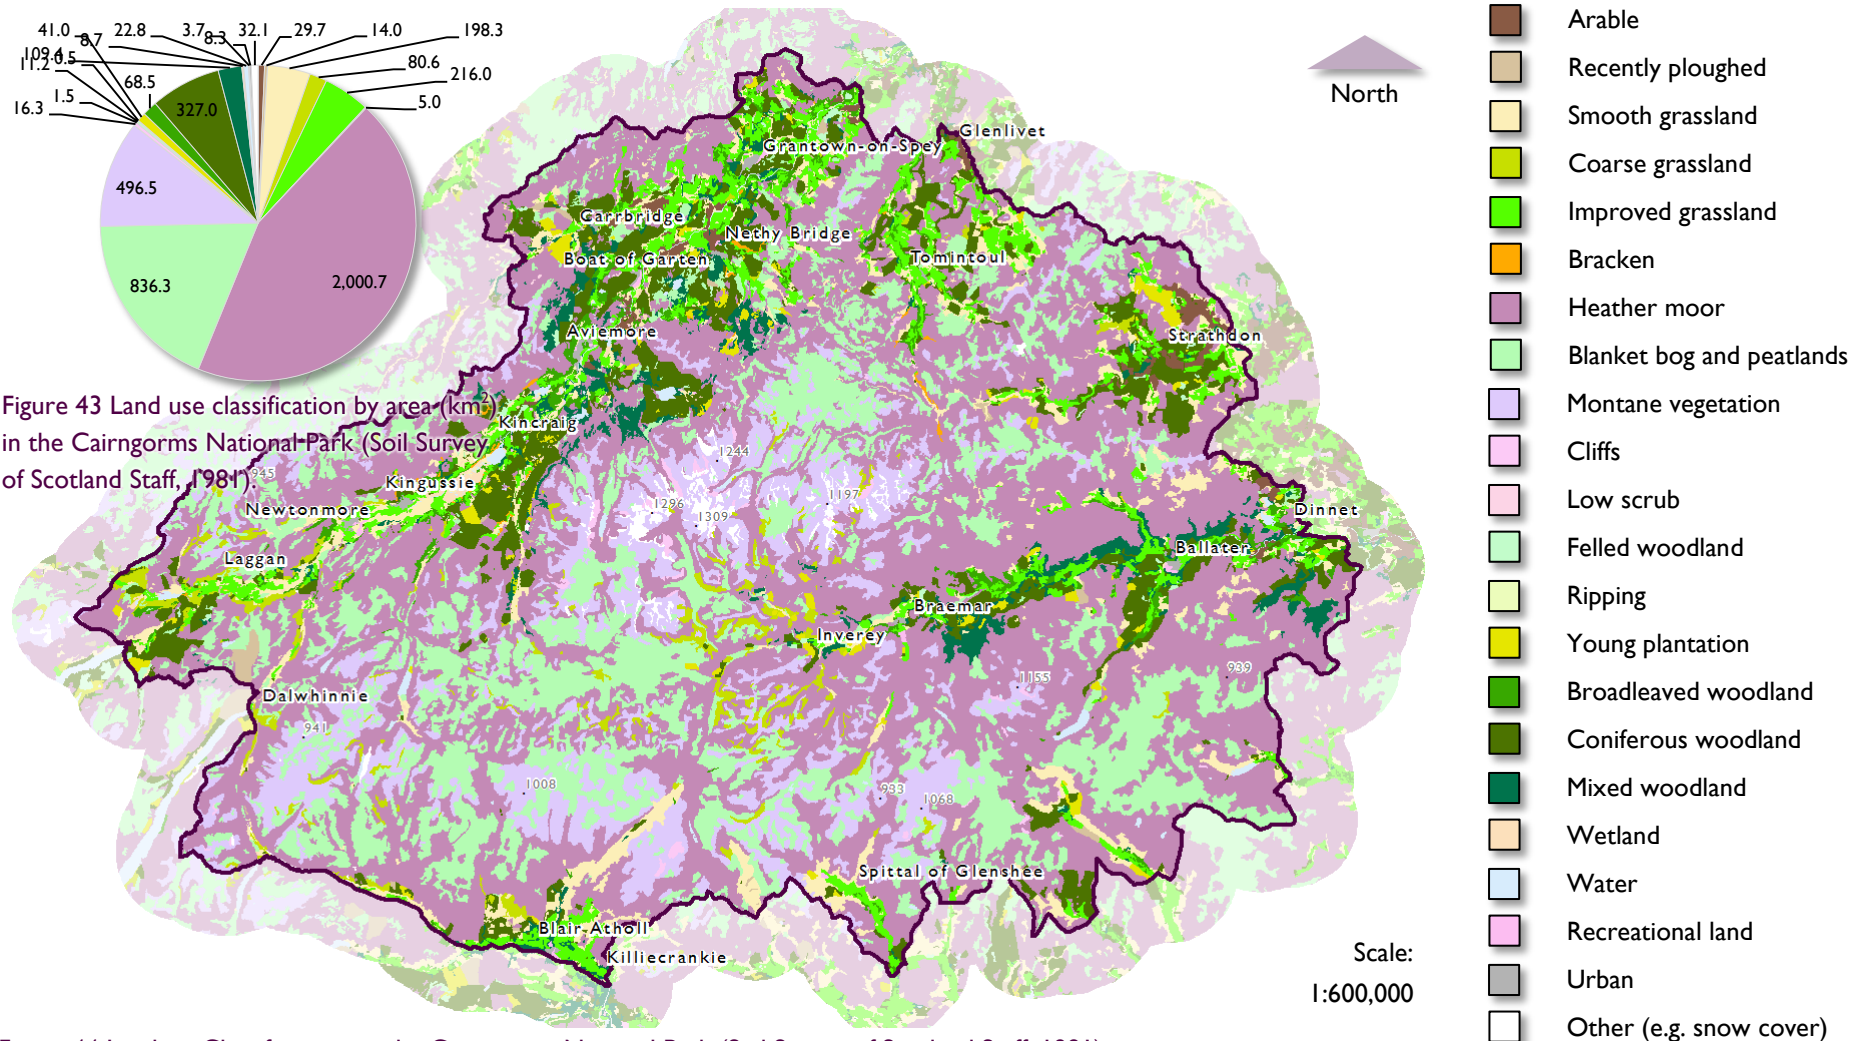 41.0
8.7
22.8
3.7
8.3
32.1
29.7
14.0
198.3
109.4
0.5
11.2
68.5
327.0
80.6
216.0
1.5
16.3
5.0
496.5
836.3
2,000.7
Figure 43 Land use classification by area (km²)
in the Cairngorms National Park (Soil Survey
of Scotland Staff, 1981).
North
Glenlivet
Grantown-on-Spey
Carrbridge
Nethy Bridge
Boat of Garten
Tomintoul
Aviemore
Strathdon
Kincraig
1244
945
Kingussie
1296
1197
1309
Newtonmore
Dinnet
Laggan
Ballater
Braemar
Inverey
939
1155
Dalwhinnie
941
1008
933
1068
Spittal of Glenshee
Blair Atholl
Killiecrankie
Scale:
1:600,000
Arable
Recently ploughed
Smooth grassland
Coarse grassland
Improved grassland
Bracken
Heather moor
Blanket bog and peatlands
Montane vegetation
Cliffs
Low scrub
Felled woodland
Ripping
Young plantation
Broadleaved woodland
Coniferous woodland
Mixed woodland
Wetland
Water
Recreational land
Urban
Other (e.g. snow cover)